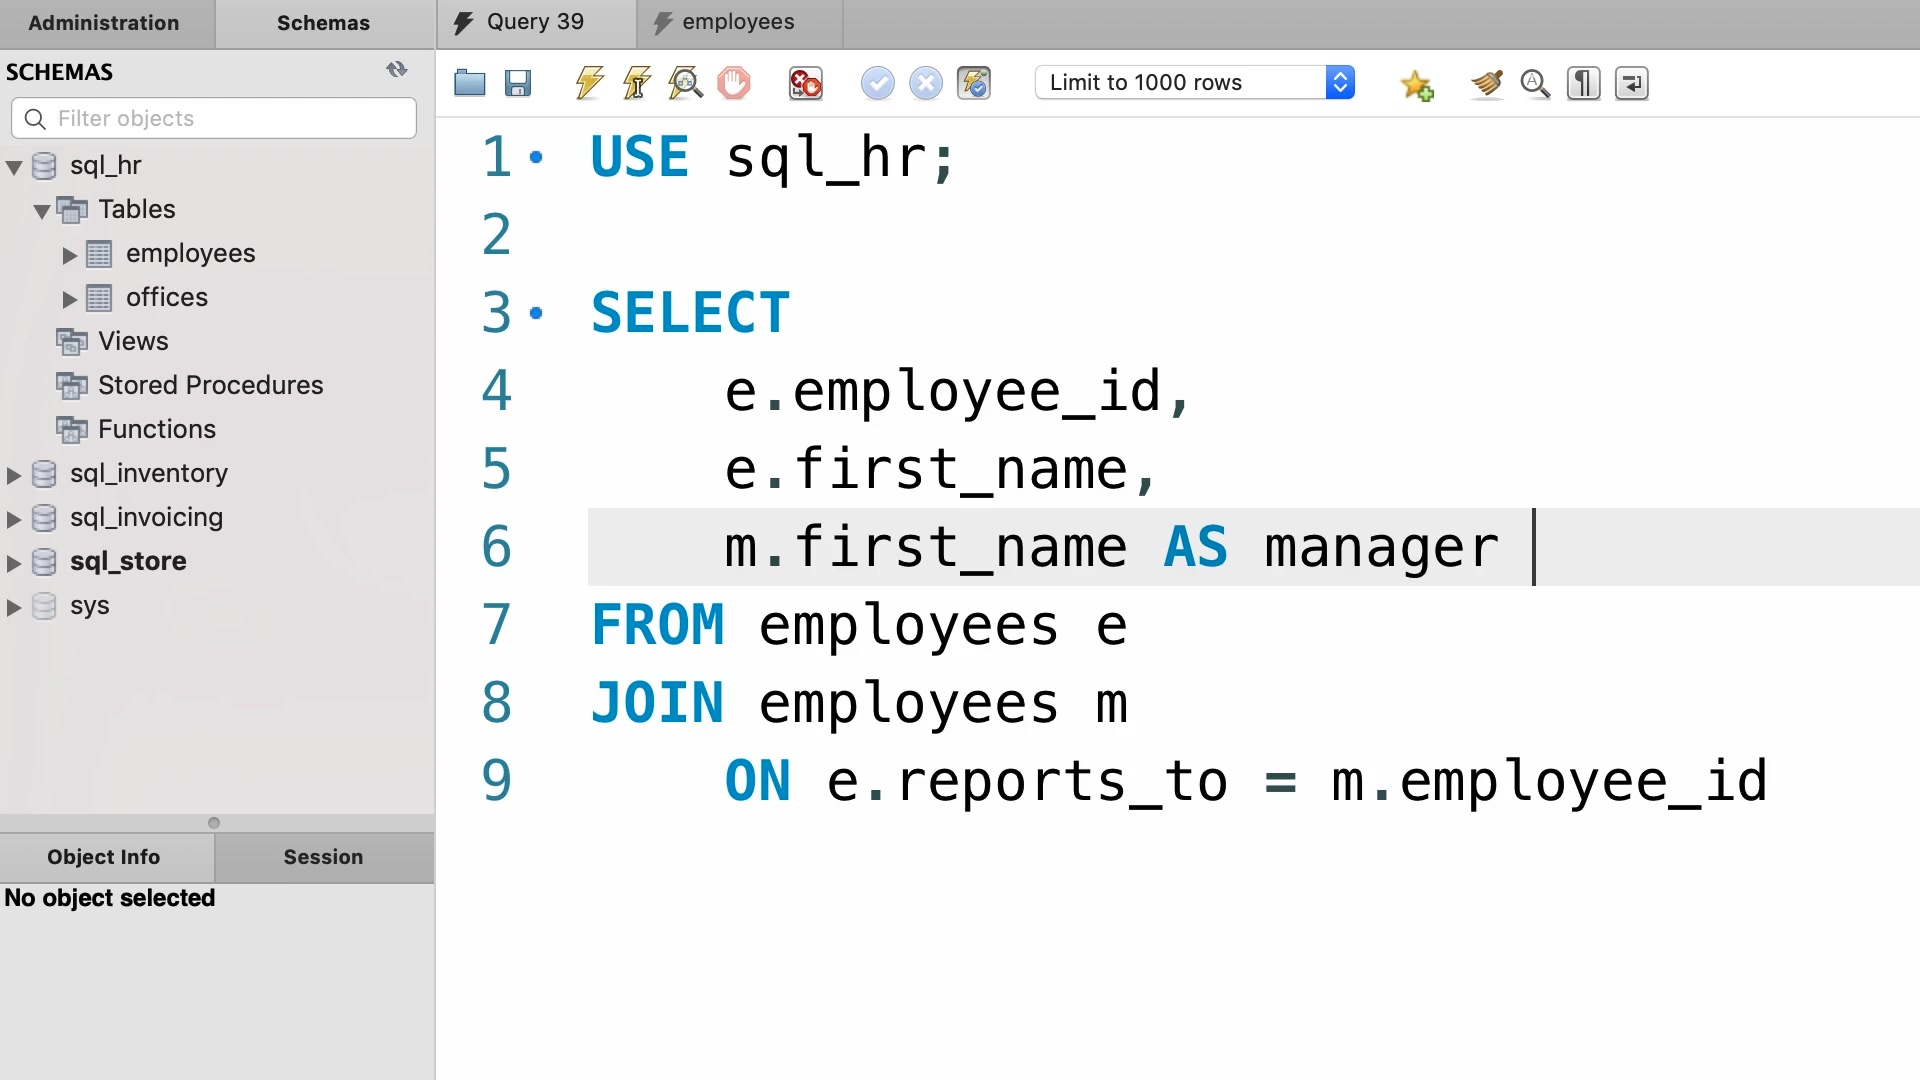 Administration
Schemas
Query 39
employees
SCHEMAS
Filter objects
Limit to 1000 rows
sql_hr
Tables
employees
offices
Views
Stored Procedures
Functions
sql_inventory
sql_invoicing
sql_store
sys
Object Info
Session
No object selected
1 USE sql_hr;
2
3 SELECT
4 e.employee_id,
5 e.first_name,
6 m.first_name AS manager
7 FROM employees e
8 JOIN employees m
9 ON e.reports_to = m.employee_id